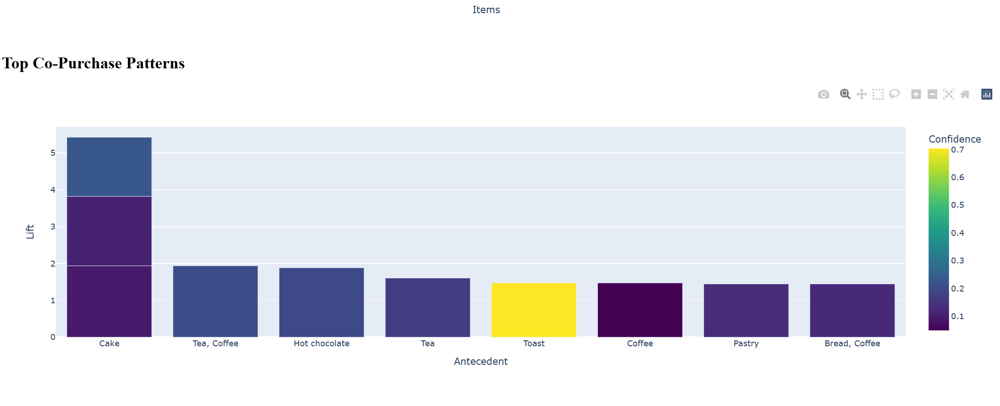 Items
Top Co-Purchase Patterns
Confidence
0.7
0.6
0.5
0.4
0.3
0.2
0.1
Lift
5
4
3
2
1
0
Cake
Tea, Coffee
Hot chocolate
Tea
Toast
Coffee
Pastry
Bread, Coffee
Antecedent